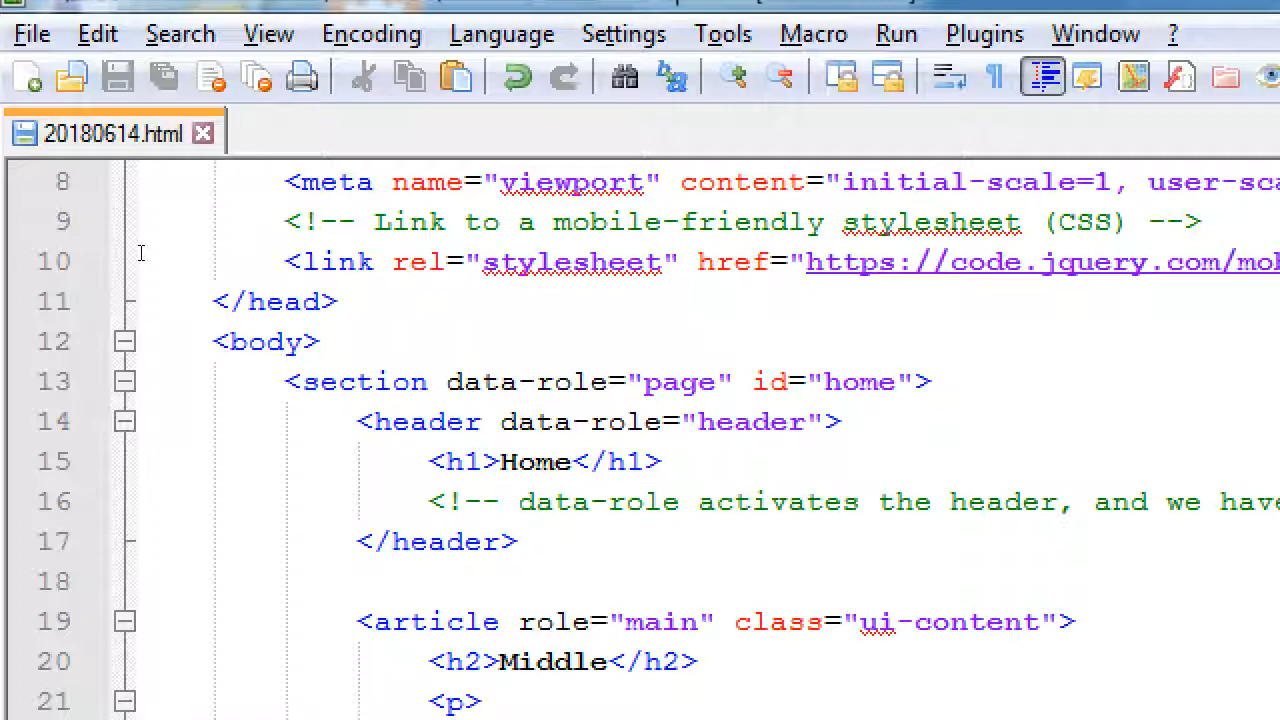 File Edit Search View Encoding Language Settings Tools Macro Run Plugins Window ?
20180614.html
8 <meta name="viewport" content="initial-scale=1, user-sca
9 <!-- Link to a mobile-friendly stylesheet (CSS) -->
10 <link rel="stylesheet" href="https://code.jquery.com/mob
11 </head>
12 <body>
13 <section data-role="page" id="home">
14 <header data-role="header">
15 <h1>Home</h1>
16 <!-- data-role activates the header, and we have
17 </header>
18
19 <article role="main" class="ui-content">
20 <h2>Middle</h2>
21 <p>